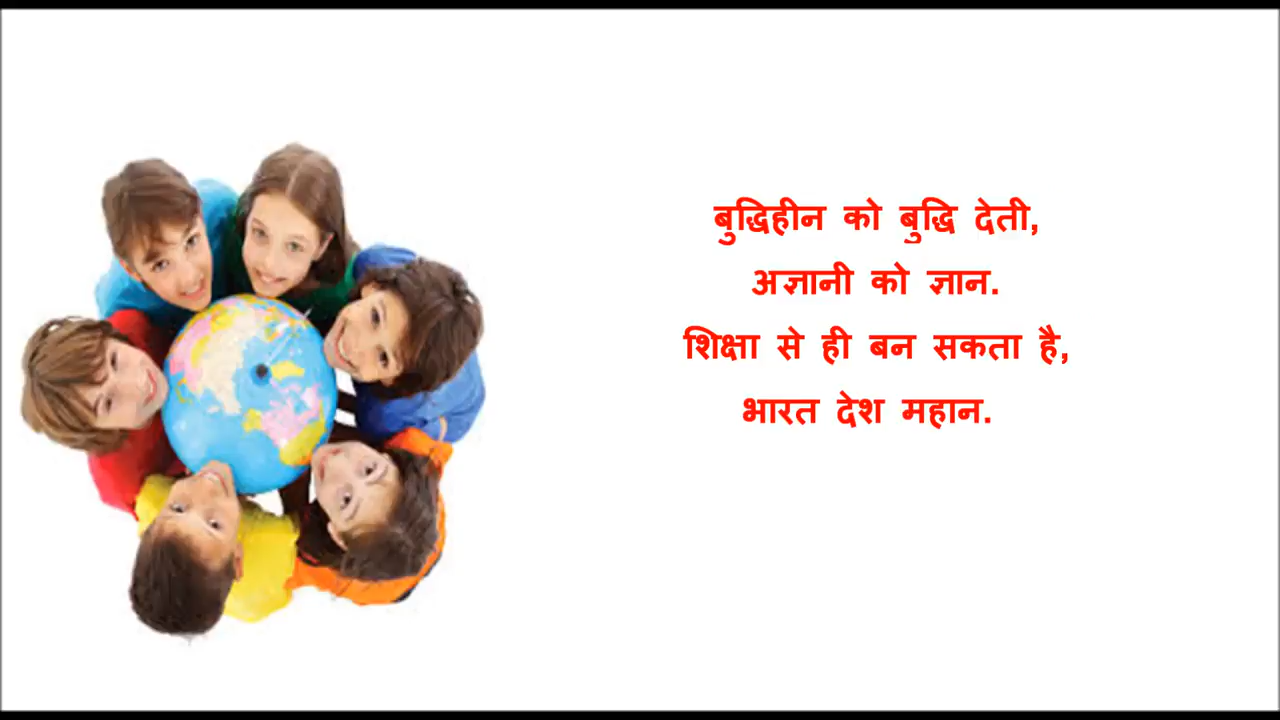 बुद्धिहीन को बुद्धि देती,
अज्ञानी को ज्ञान.
शिक्षा से ही बन सकता है,
भारत देश महान.